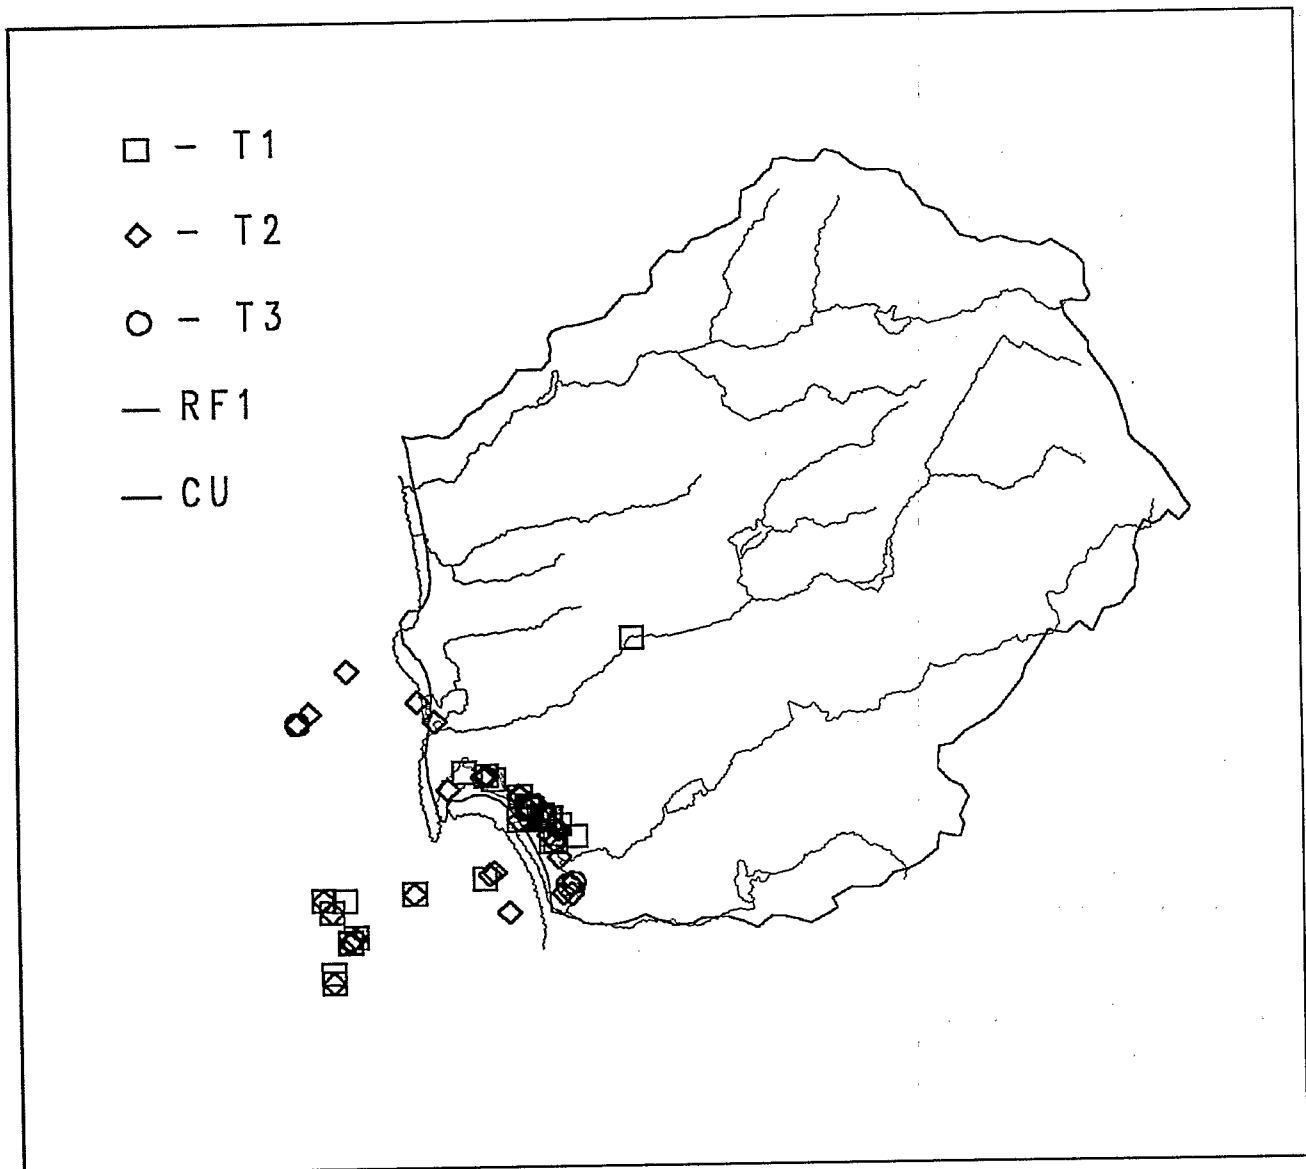 □ - T1
◇ - T2
○ - T3
— RF1
— CU